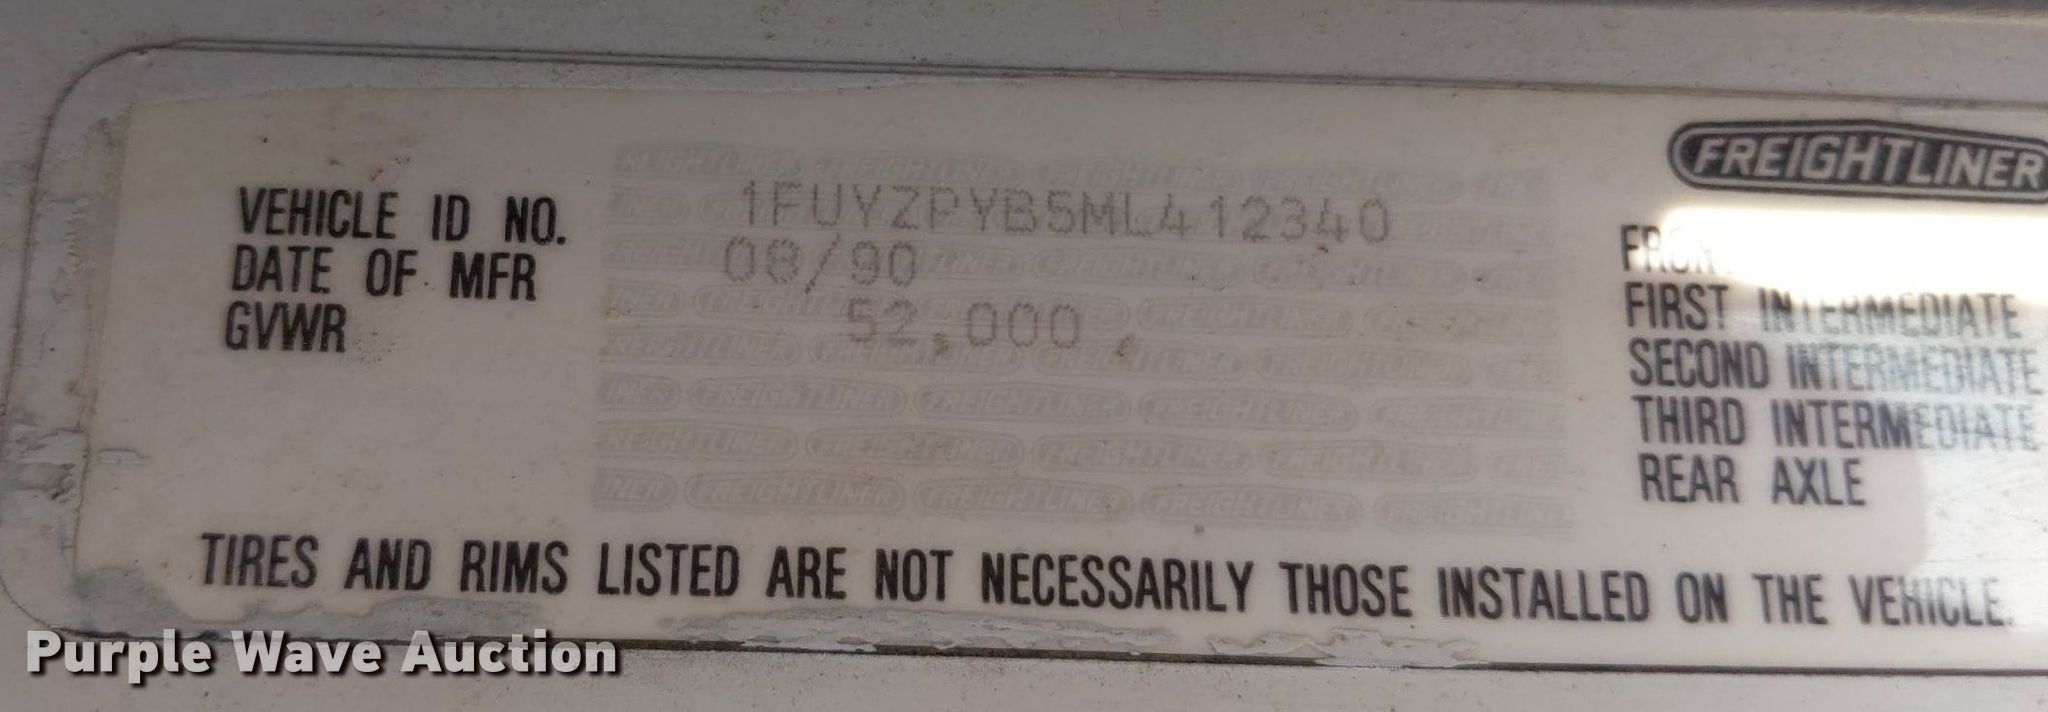 FREIGHTLINER
VEHICLE ID NO. 1FUYZPYB5ML412340
DATE OF MFR 08/90
GVWR 52,000
FRONT
FIRST INTERMEDIATE
SECOND INTERMEDIATE
THIRD INTERMEDIATE
REAR AXLE
TIRES AND RIMS LISTED ARE NOT NECESSARILY THOSE INSTALLED ON THE VEHICLE.
Purple Wave Auction